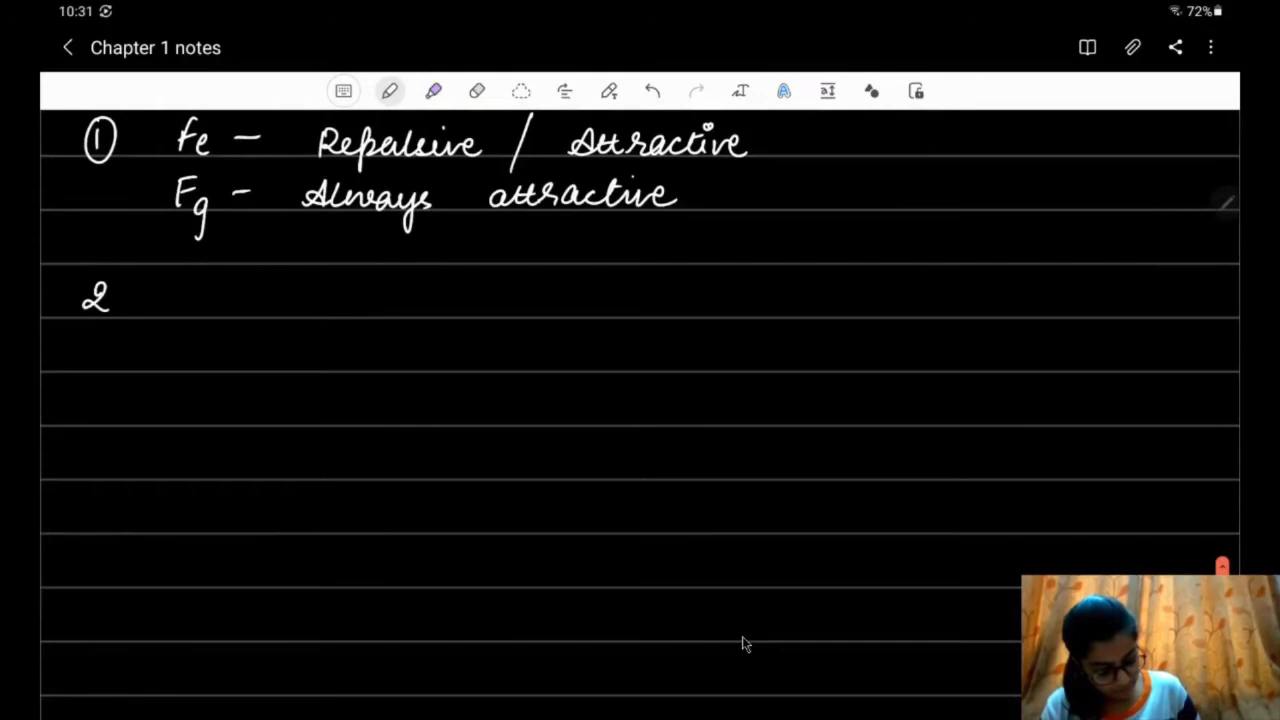 10:31
72%
Chapter 1 notes
① Fe - Repulsive / Attractive
Fg - Always attractive
2